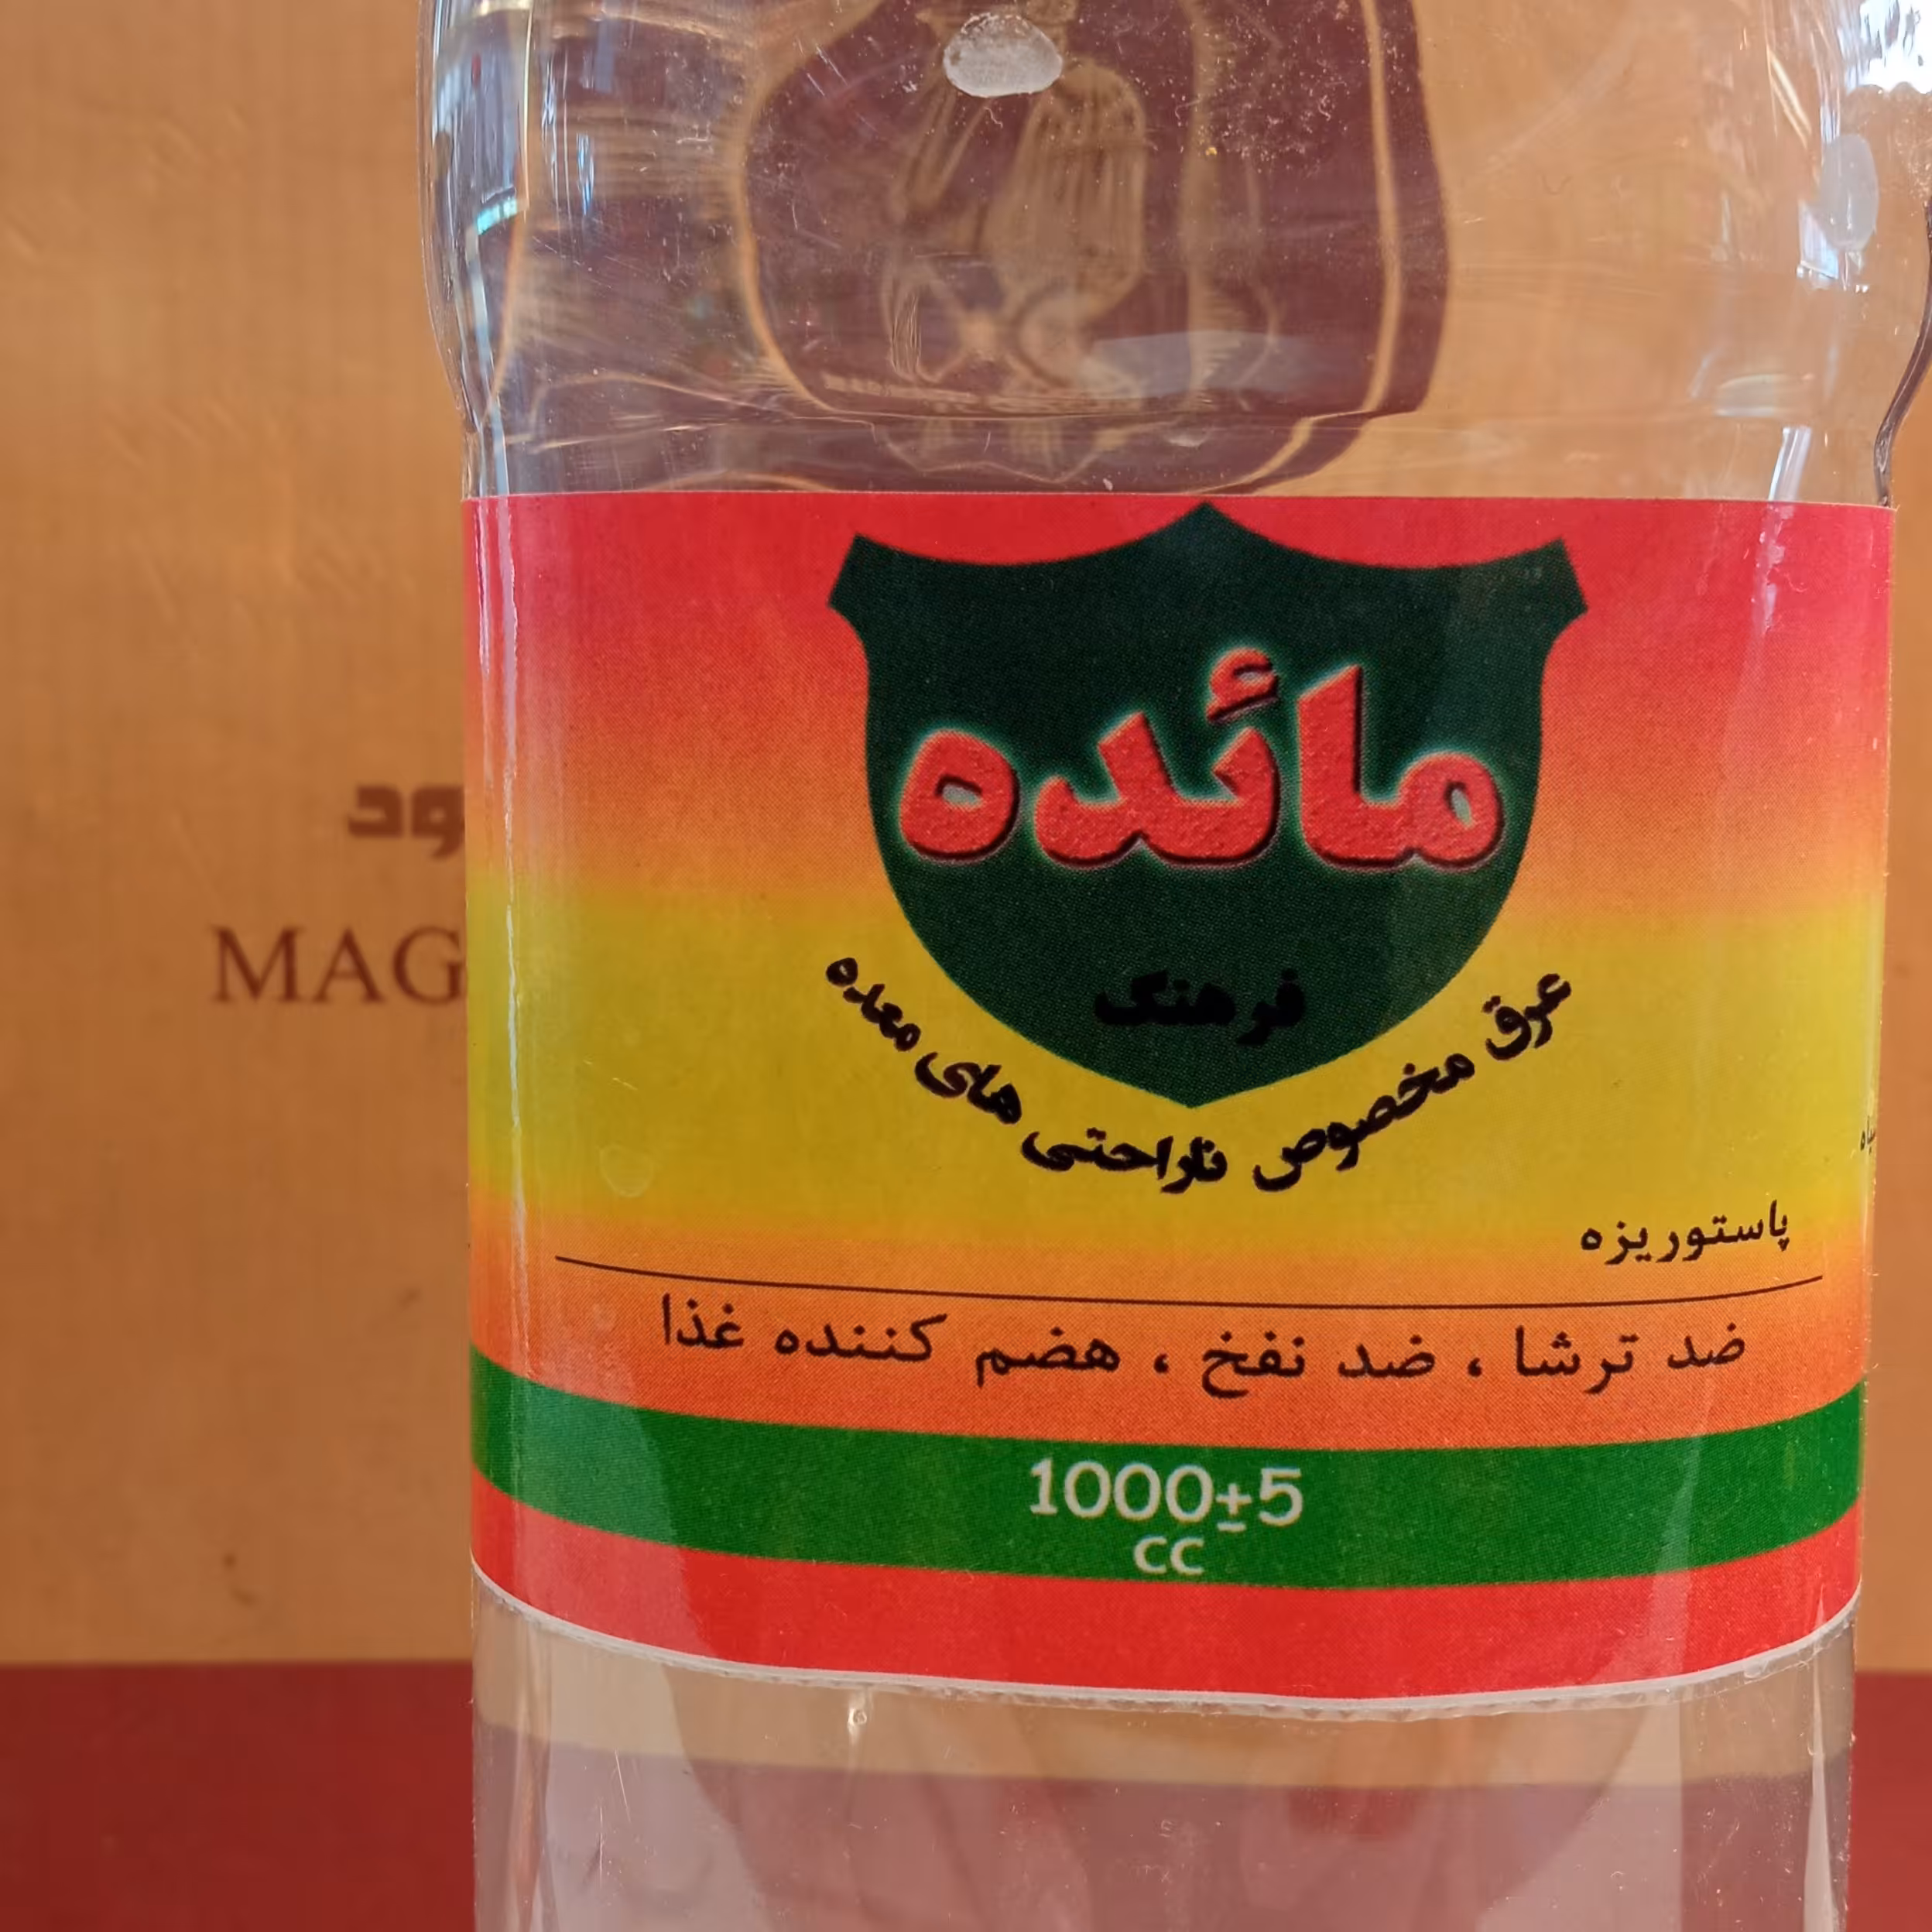 مائده
فرهنگ
عرق مخصوص ناراحتی های معده
پاستوریزه
ضد ترشا ، ضد نفخ ، هضم کننده غذا
1000±5
CC
MAG